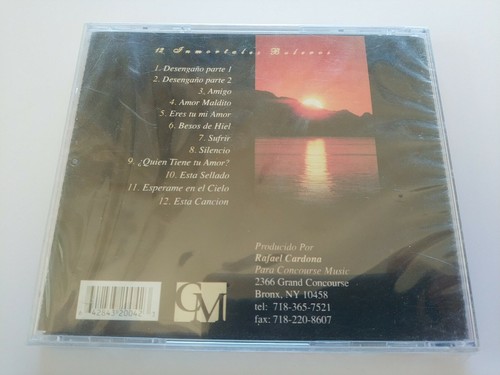 12 Inmortales Boleros
1. Desengaño parte 1
2. Desengaño parte 2
3, Amigo
4. Amor Maldito
5. Eres tu mi Amor
6. Besos de Hiel
7. Sufrir
8. Silencio
9. ¿Quien Tiene tu Amor?
10. Esta Sellado
11. Esperame en el Cielo
12. Esta Cancion
Producido Por
Rafael Cardona
Para Concourse Music
2366 Grand Concourse
Bronx, NY 10458
tel: 718-365-7521
fax: 718-220-8607
GM